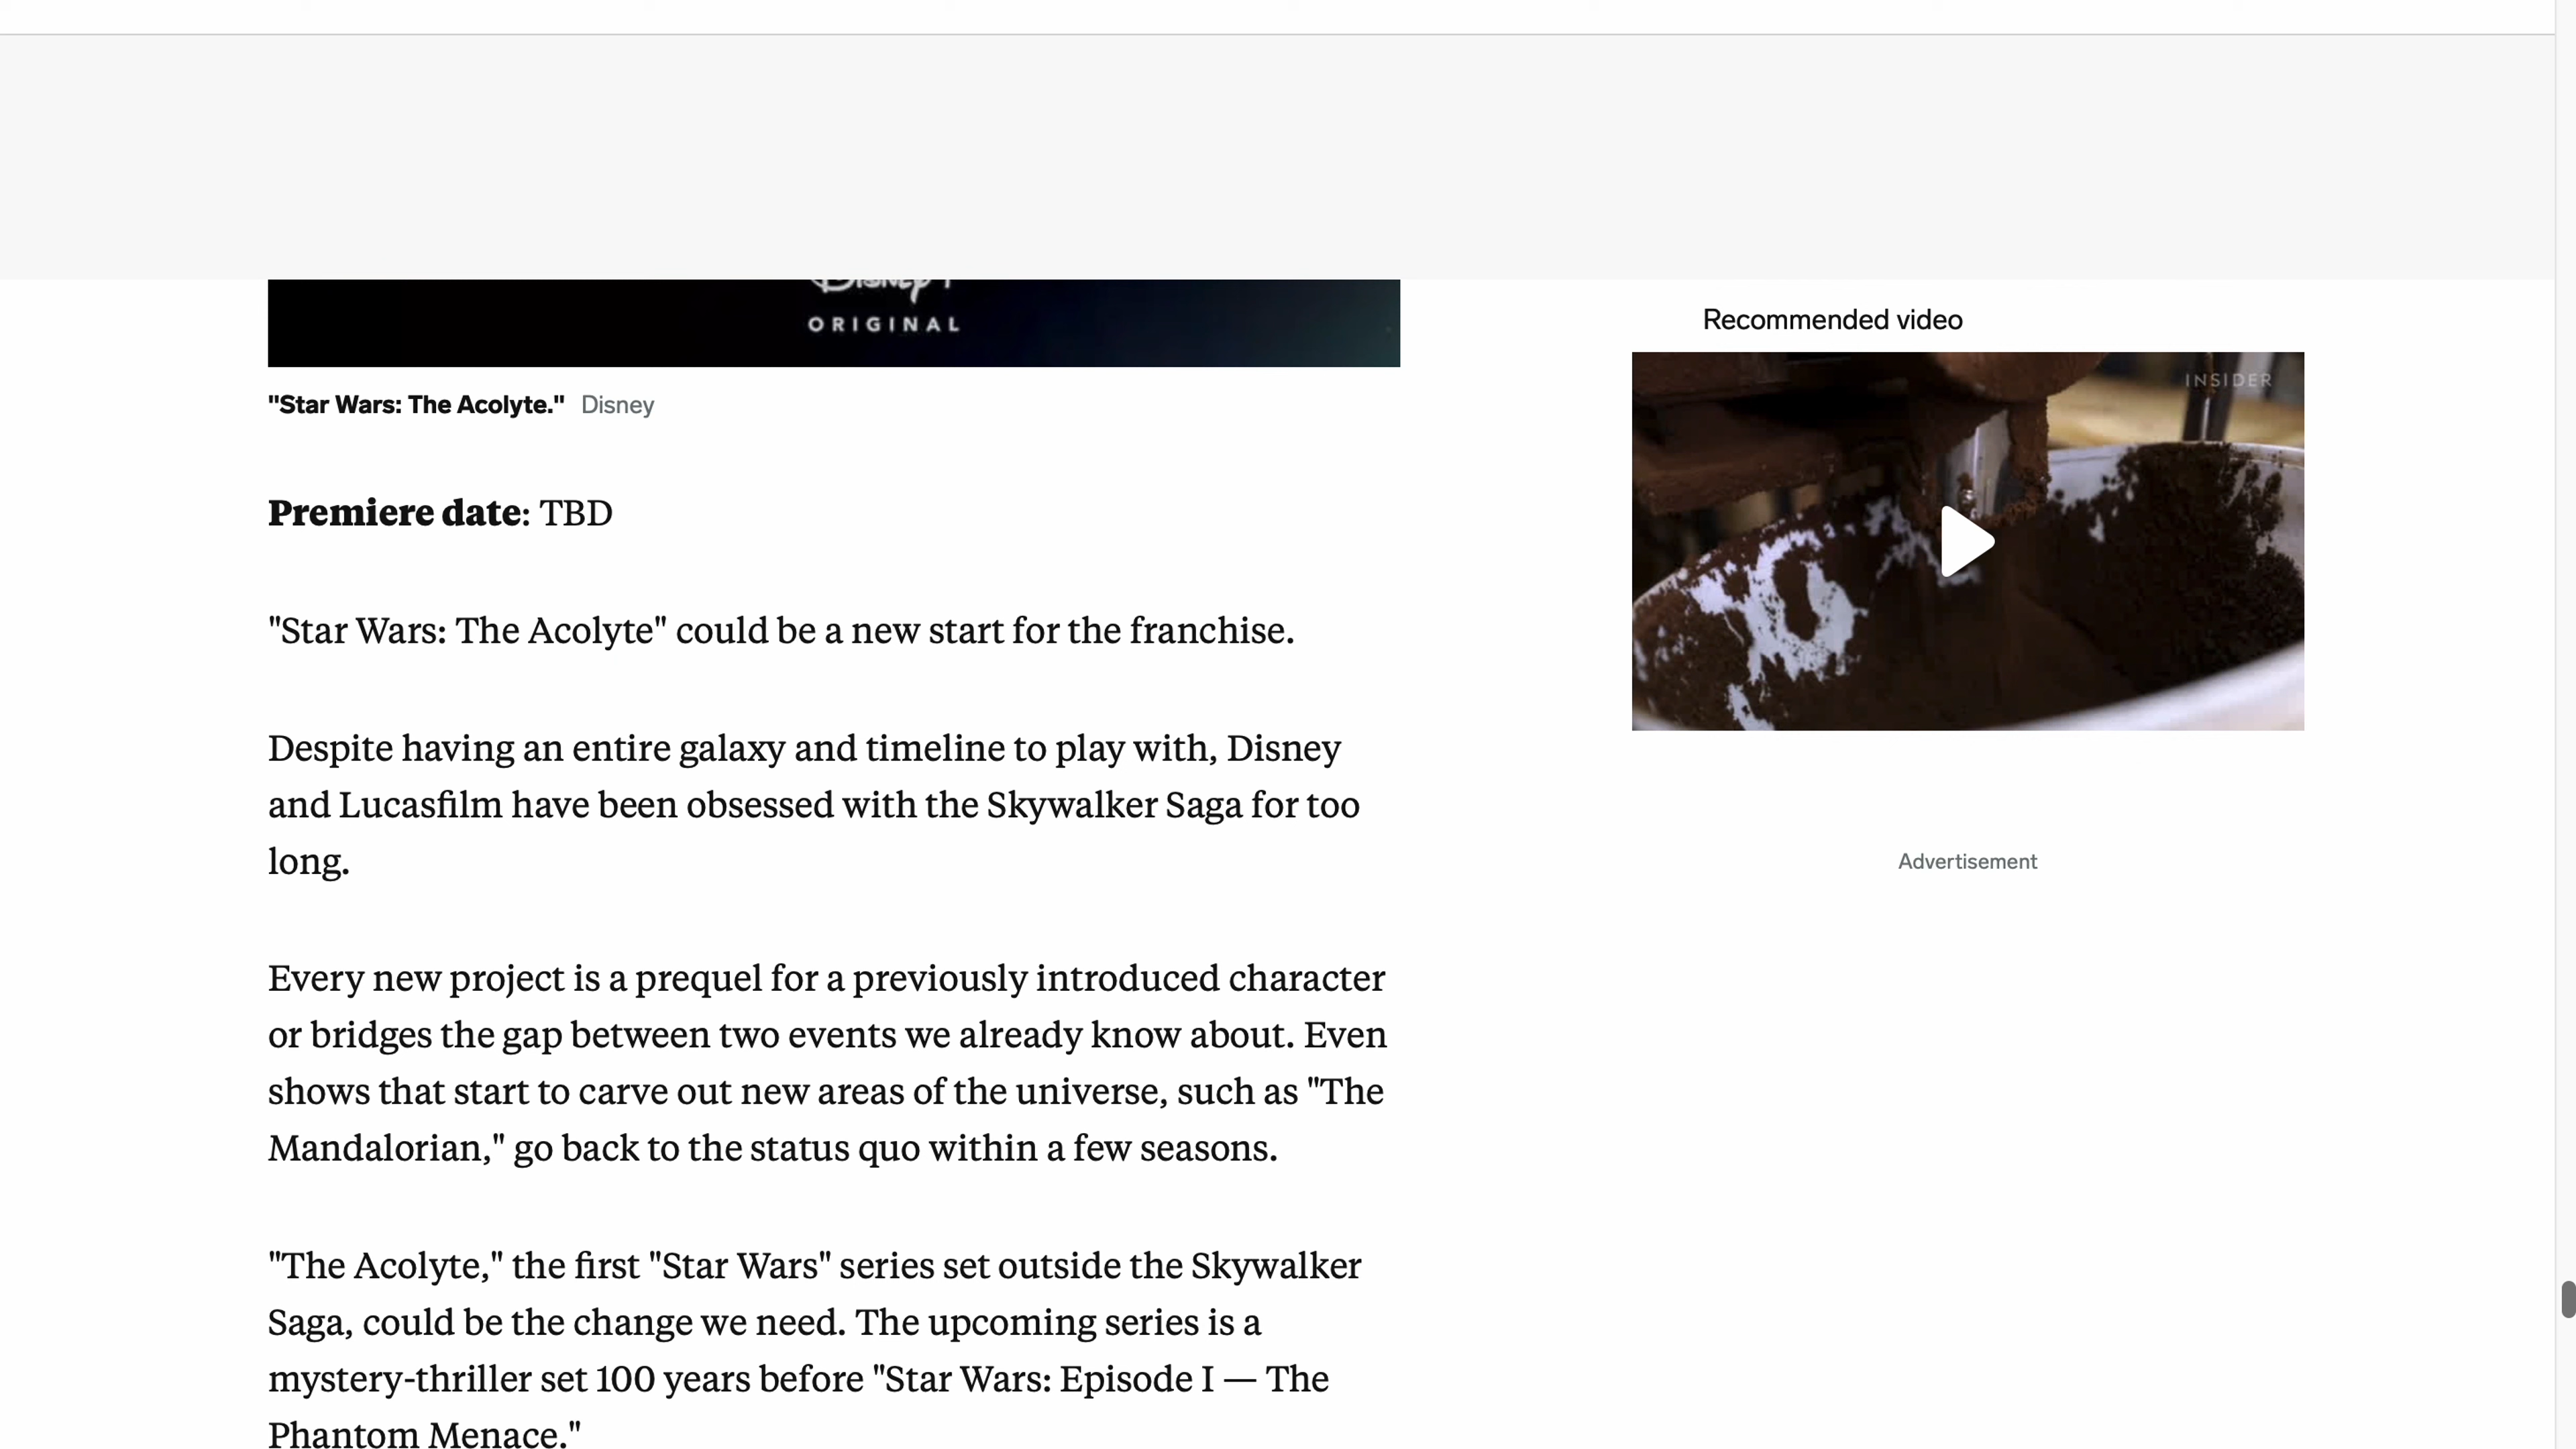 ORIGINAL
"Star Wars: The Acolyte." Disney
Premiere date: TBD
"Star Wars: The Acolyte" could be a new start for the franchise.
Despite having an entire galaxy and timeline to play with, Disney
and Lucasfilm have been obsessed with the Skywalker Saga for too
long.
Every new project is a prequel for a previously introduced character
or bridges the gap between two events we already know about. Even
shows that start to carve out new areas of the universe, such as "The
Mandalorian," go back to the status quo within a few seasons.
"The Acolyte," the first "Star Wars" series set outside the Skywalker
Saga, could be the change we need. The upcoming series is a
mystery-thriller set 100 years before "Star Wars: Episode I — The
Phantom Menace."
Recommended video
INSIDER
Advertisement